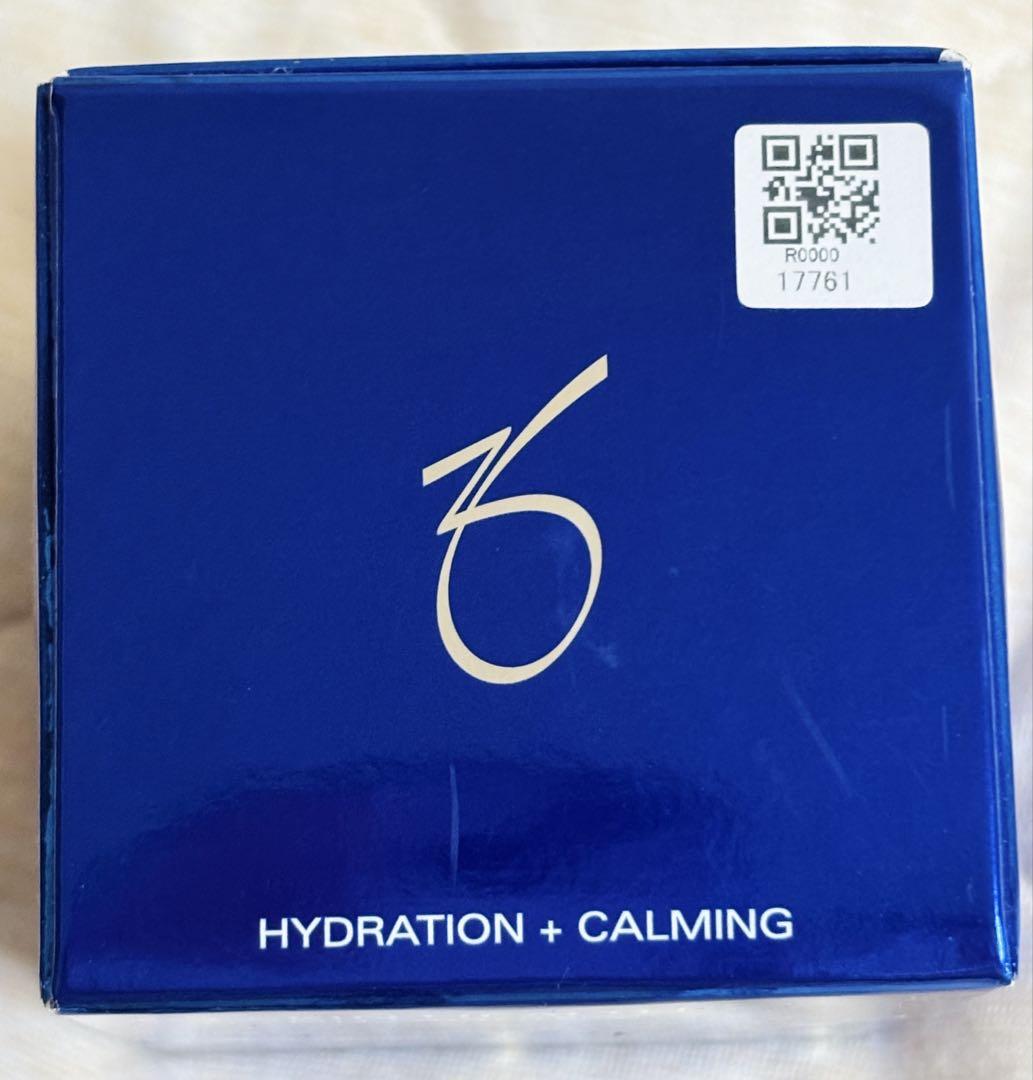 R0000
17761
HYDRATION + CALMING